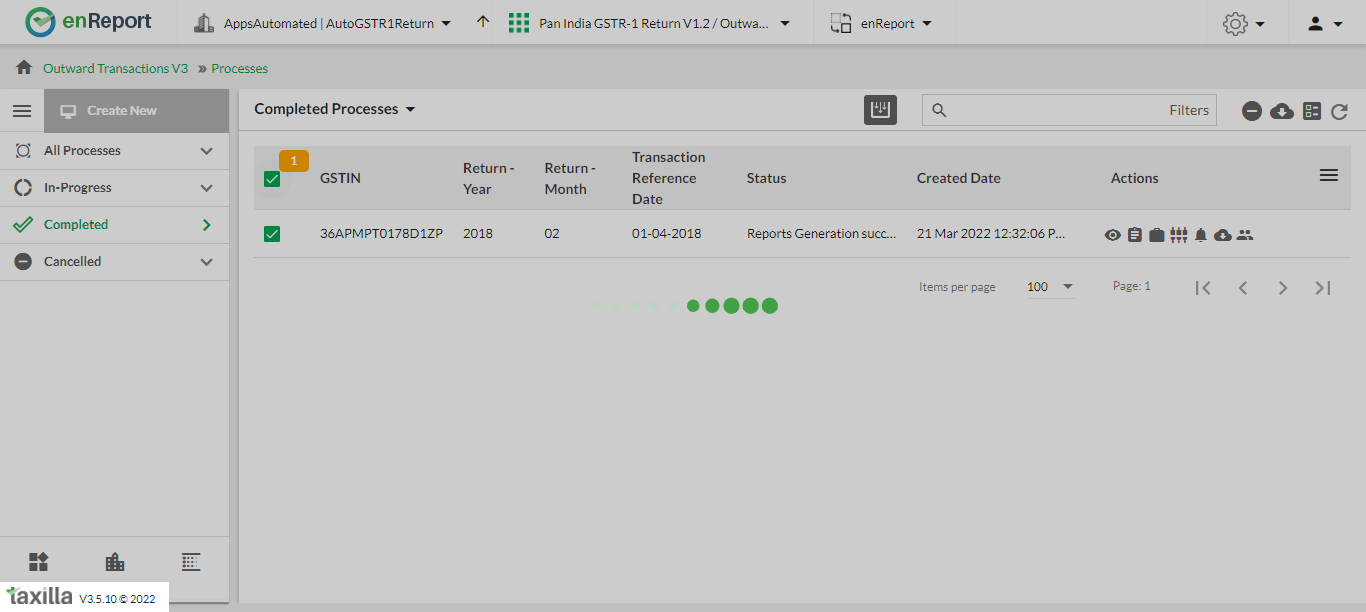 enReport
AppsAutomated | AutoGSTR1Return
Pan India GSTR-1 Return V1.2 / Outwa...
enReport
Outward Transactions V3 » Processes
Create New
All Processes
In-Progress
Completed
Cancelled
Completed Processes
Filters
1
GSTIN
Return -
Year
Return -
Month
Transaction
Reference
Date
Status
Created Date
Actions
36APMPT0178D1ZP
2018
02
01-04-2018
Reports Generation succ...
21 Mar 2022 12:32:06 P...
Items per page
100
Page: 1
taxilla
V3.5.10 © 2022